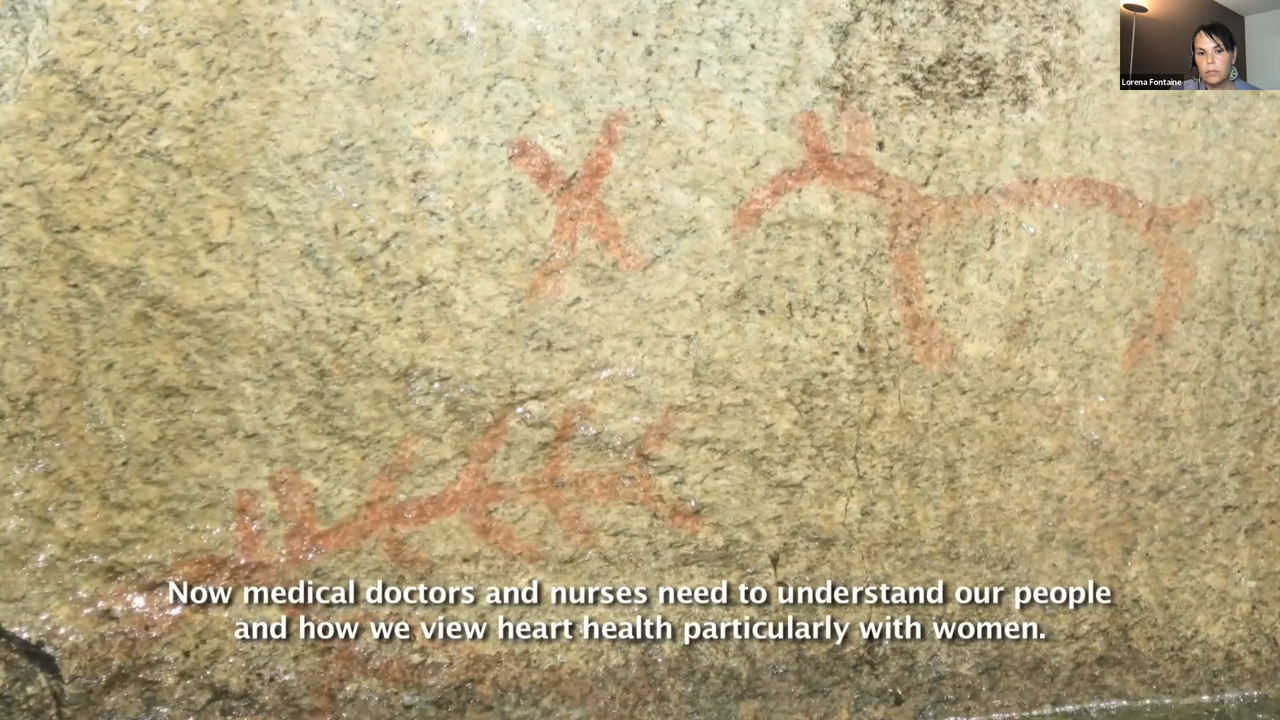 Lorena Fontaine
Now medical doctors and nurses need to understand our people
and how we view heart health particularly with women.